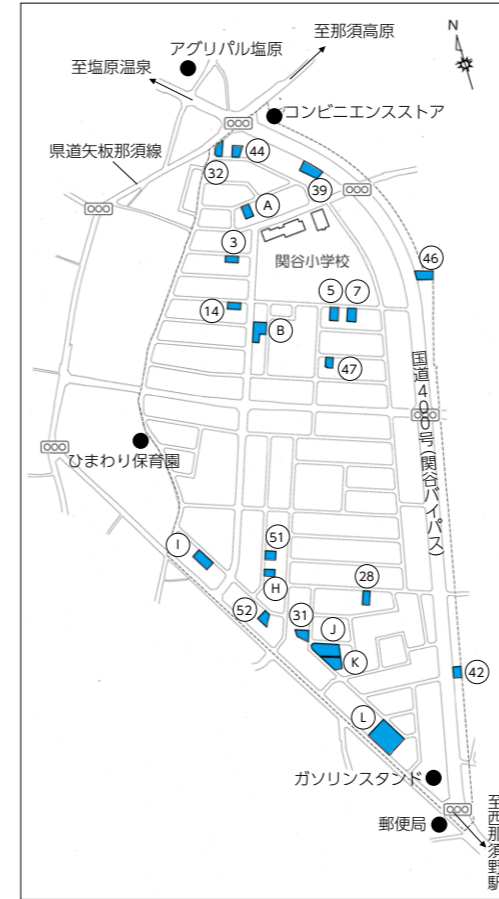 至那須高原
N
アグリパル塩原
至塩原温泉
コンビニエンスストア
県道矢板那須線
44
32
39
A
3
関谷小学校
46
5
7
14
B
47
国道400号(関谷バイパス)
ひまわり保育園
51
I
H
28
52
31
J
K
42
L
ガソリンスタンド
郵便局
至西那須野駅